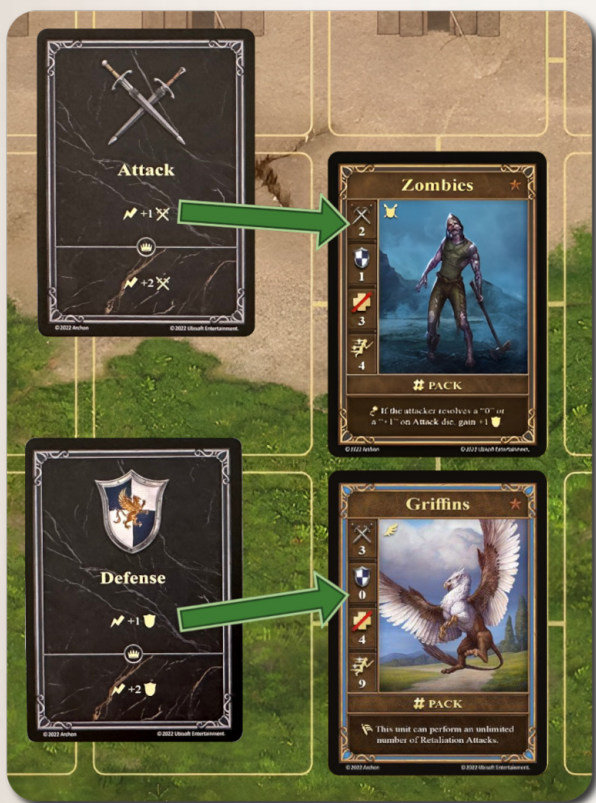 Attack
+1
+2
© 2022 Archon © 2022 Ubisoft Entertainment.
Zombies
2
1
3
4
# PACK
If the attacker resolves a "0" or
a "+1" on Attack die, gain +1
© 2022 Archon © 2022 Ubisoft Entertainment.
Defense
+1
+2
© 2022 Archon © 2022 Ubisoft Entertainment.
Griffins
3
0
4
9
# PACK
This unit can perform an unlimited
number of Retaliation Attacks.
© 2022 Archon © 2022 Ubisoft Entertainment.